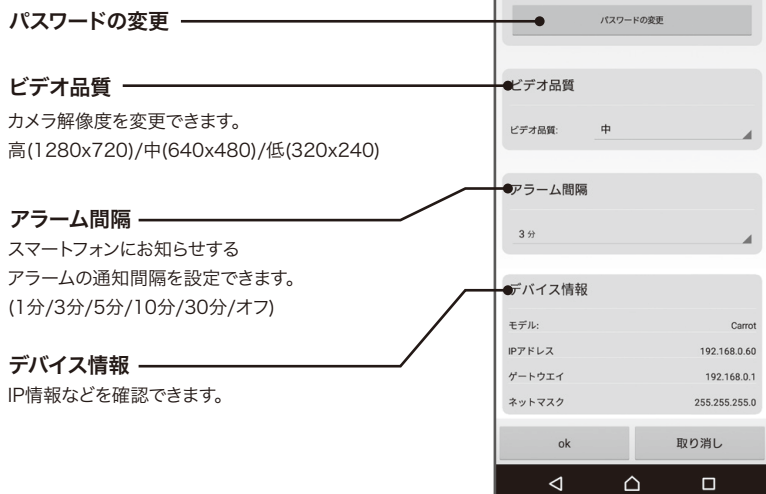 パスワードの変更
ビデオ品質
カメラ解像度を変更できます。
高(1280x720)/中(640x480)/低(320x240)
アラーム間隔
スマートフォンにお知らせする
アラームの通知間隔を設定できます。
(1分/3分/5分/10分/30分/オフ)
デバイス情報
IP情報などを確認できます。
パスワードの変更
ビデオ品質
ビデオ品質: 中
アラーム間隔
3 分
デバイス情報
モデル: Carrot
IPアドレス 192.168.0.60
ゲートウエイ 192.168.0.1
ネットマスク 255.255.255.0
ok 取り消し